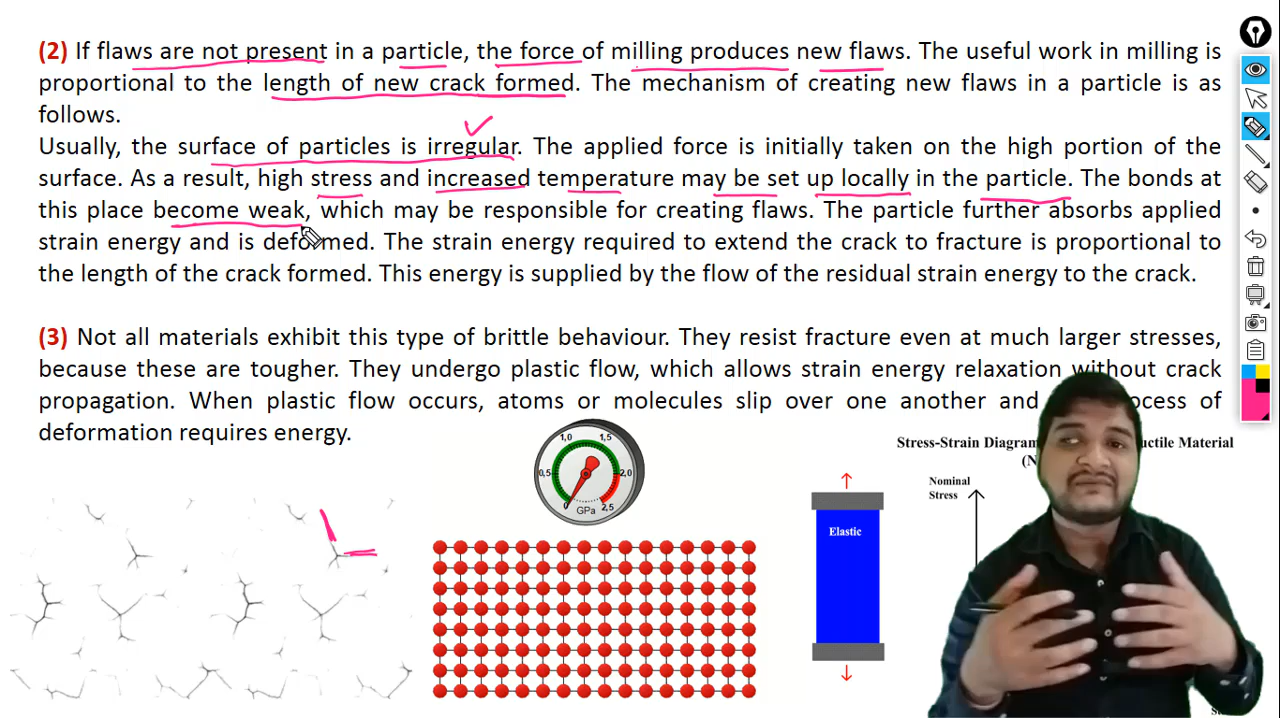 (2) If flaws are not present in a particle, the force of milling produces new flaws. The useful work in milling is
proportional to the length of new crack formed. The mechanism of creating new flaws in a particle is as
follows.
Usually, the surface of particles is irregular. The applied force is initially taken on the high portion of the
surface. As a result, high stress and increased temperature may be set up locally in the particle. The bonds at
this place become weak, which may be responsible for creating flaws. The particle further absorbs applied
strain energy and is deformed. The strain energy required to extend the crack to fracture is proportional to
the length of the crack formed. This energy is supplied by the flow of the residual strain energy to the crack.
(3) Not all materials exhibit this type of brittle behaviour. They resist fracture even at much larger stresses,
because these are tougher. They undergo plastic flow, which allows strain energy relaxation without crack
propagation. When plastic flow occurs, atoms or molecules slip over one another and ocess of
deformation requires energy.
0 0,5 1,0 1,5 2,0 2,5
GPa
Elastic
Stress-Strain Diagram uctile Material
(N
Nominal
Stress